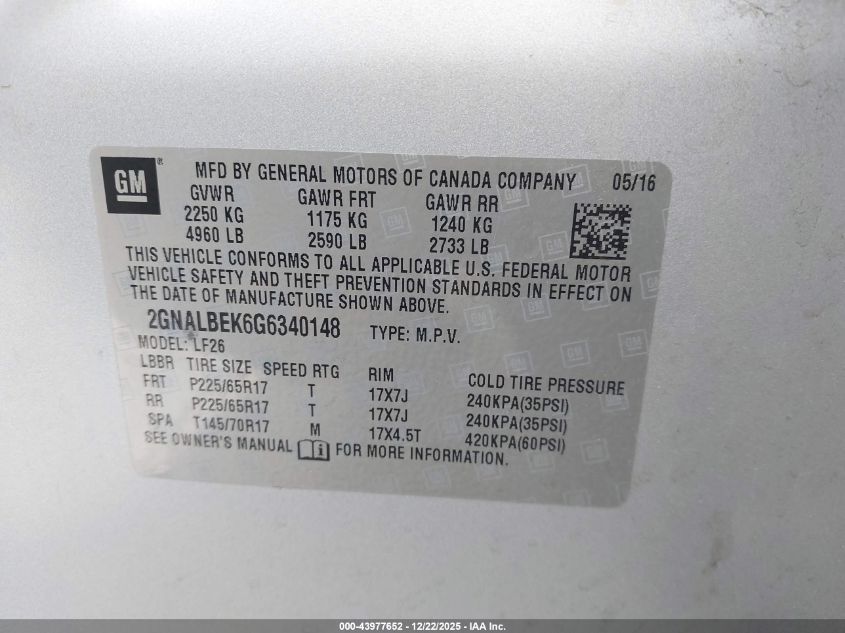 GM ®
MFD BY GENERAL MOTORS OF CANADA COMPANY 05/16
GVWR GAWR FRT GAWR RR
2250 KG 1175 KG 1240 KG
4960 LB 2590 LB 2733 LB
THIS VEHICLE CONFORMS TO ALL APPLICABLE U.S. FEDERAL MOTOR
VEHICLE SAFETY AND THEFT PREVENTION STANDARDS IN EFFECT ON
THE DATE OF MANUFACTURE SHOWN ABOVE.
2GNALBEK6G6340148 TYPE: M.P.V.
MODEL: LF26
LBBR TIRE SIZE SPEED RTG RIM COLD TIRE PRESSURE
FRT P225/65R17 T 17X7J 240KPA(35PSI)
RR P225/65R17 T 17X7J 240KPA(35PSI)
SPA T145/70R17 M 17X4.5T 420KPA(60PSI)
SEE OWNER'S MANUAL i FOR MORE INFORMATION.
000-43977652 - 12/22/2025 - IAA Inc.